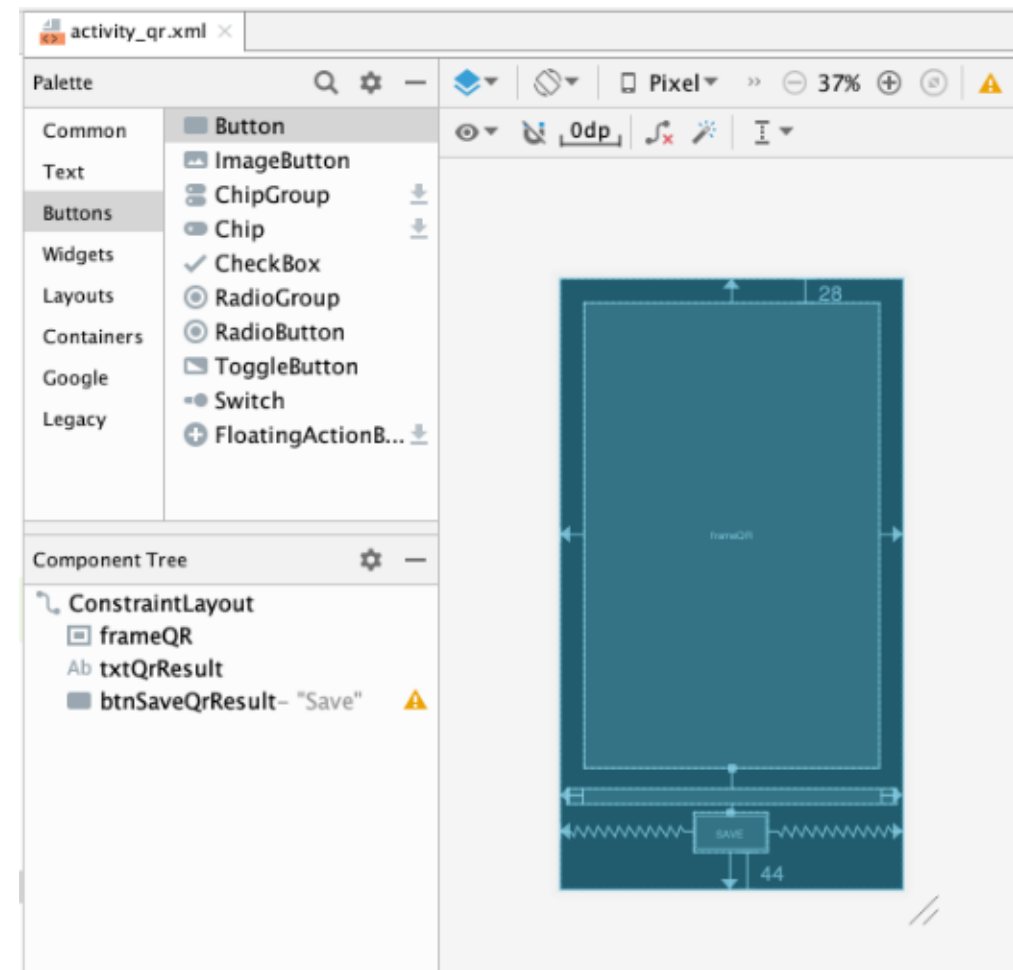 activity_qr.xml
Palette
Common
Text
Buttons
Widgets
Layouts
Containers
Google
Legacy
Button
ImageButton
ChipGroup
Chip
CheckBox
RadioGroup
RadioButton
ToggleButton
Switch
FloatingActionB...
Pixel
37%
0dp
28
frameQR
SAVE
44
Component Tree
ConstraintLayout
frameQR
Ab txtQrResult
btnSaveQrResult– "Save"